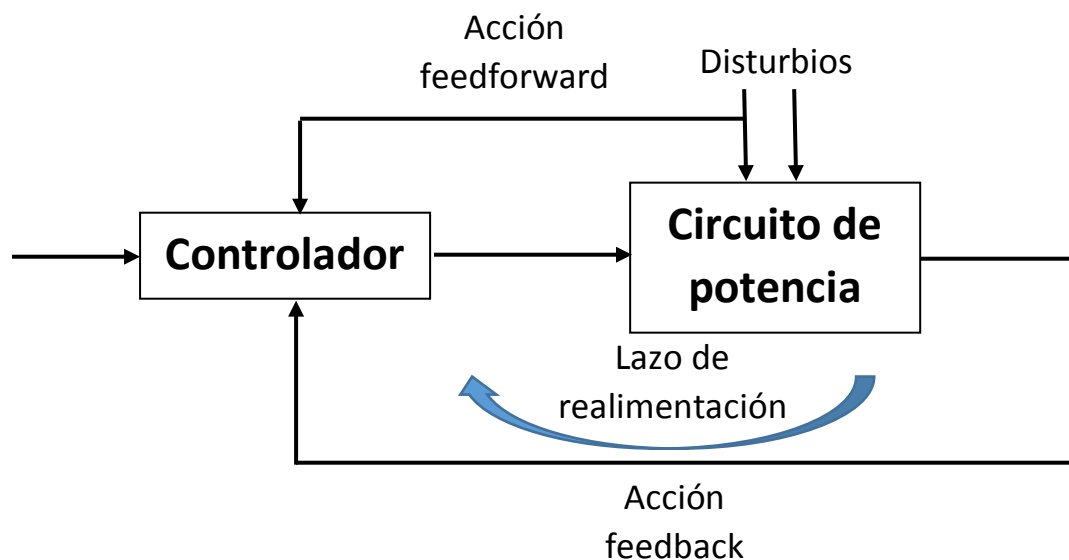 Acción
feedforward
Disturbios
Controlador
Circuito de
potencia
Lazo de
realimentación
Acción
feedback